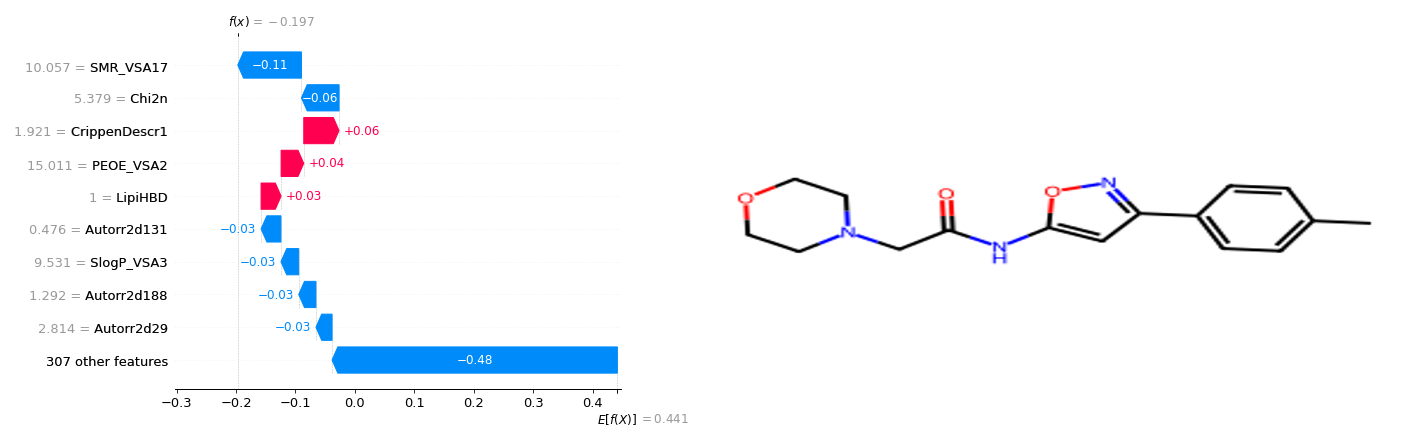 f(x) = −0.197
10.057 = SMR_VSA17
−0.11
5.379 = Chi2n
−0.06
1.921 = CrippenDescr1
+0.06
15.011 = PEOE_VSA2
+0.04
1 = LipiHBD
+0.03
0.476 = Autorr2d131
−0.03
9.531 = SlogP_VSA3
−0.03
1.292 = Autorr2d188
−0.03
2.814 = Autorr2d29
−0.03
307 other features
−0.48
−0.3 −0.2 −0.1 0.0 0.1 0.2 0.3 0.4
E[f(X)] = 0.441
O
N
O
N
H
O
N